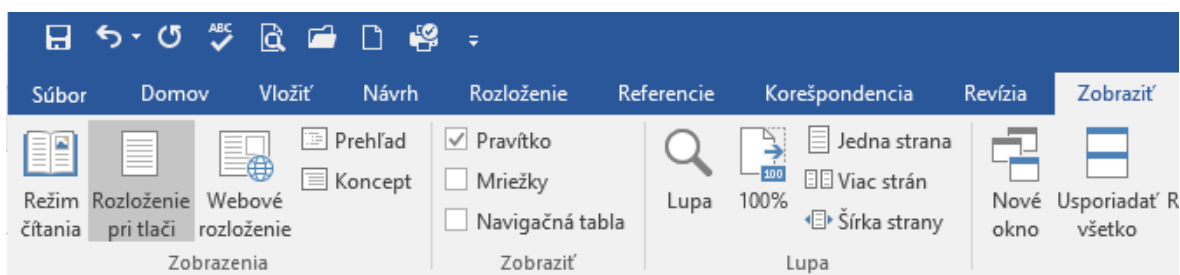 ABC
Súbor Domov Vložiť Návrh Rozloženie Referencie Korešpondencia Revízia Zobraziť
Režim
čítania
Rozloženie
pri tlači
Webové
rozloženie
Prehľad
Koncept
Zobrazenia
Pravítko
Mriežky
Navigačná tabla
Zobraziť
Lupa
100
100%
Jedna strana
Viac strán
Šírka strany
Lupa
Nové
okno
Usporiadať
všetko
R